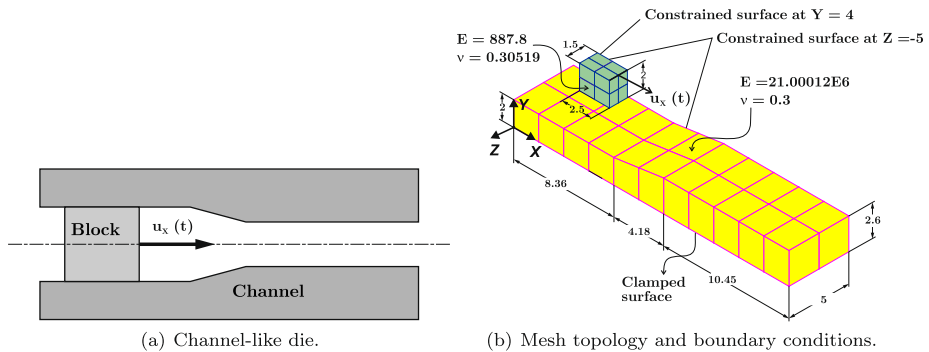 Block
uₓ (t)
Channel
(a) Channel-like die.
Constrained surface at Y = 4
E = 887.8
ν = 0.30519
1.5
Constrained surface at Z =-5
2
E =21.00012E6
ν = 0.3
uₓ (t)
2.5
2
Y
Z
X
8.36
4.18
10.45
2.6
5
Clamped
surface
(b) Mesh topology and boundary conditions.